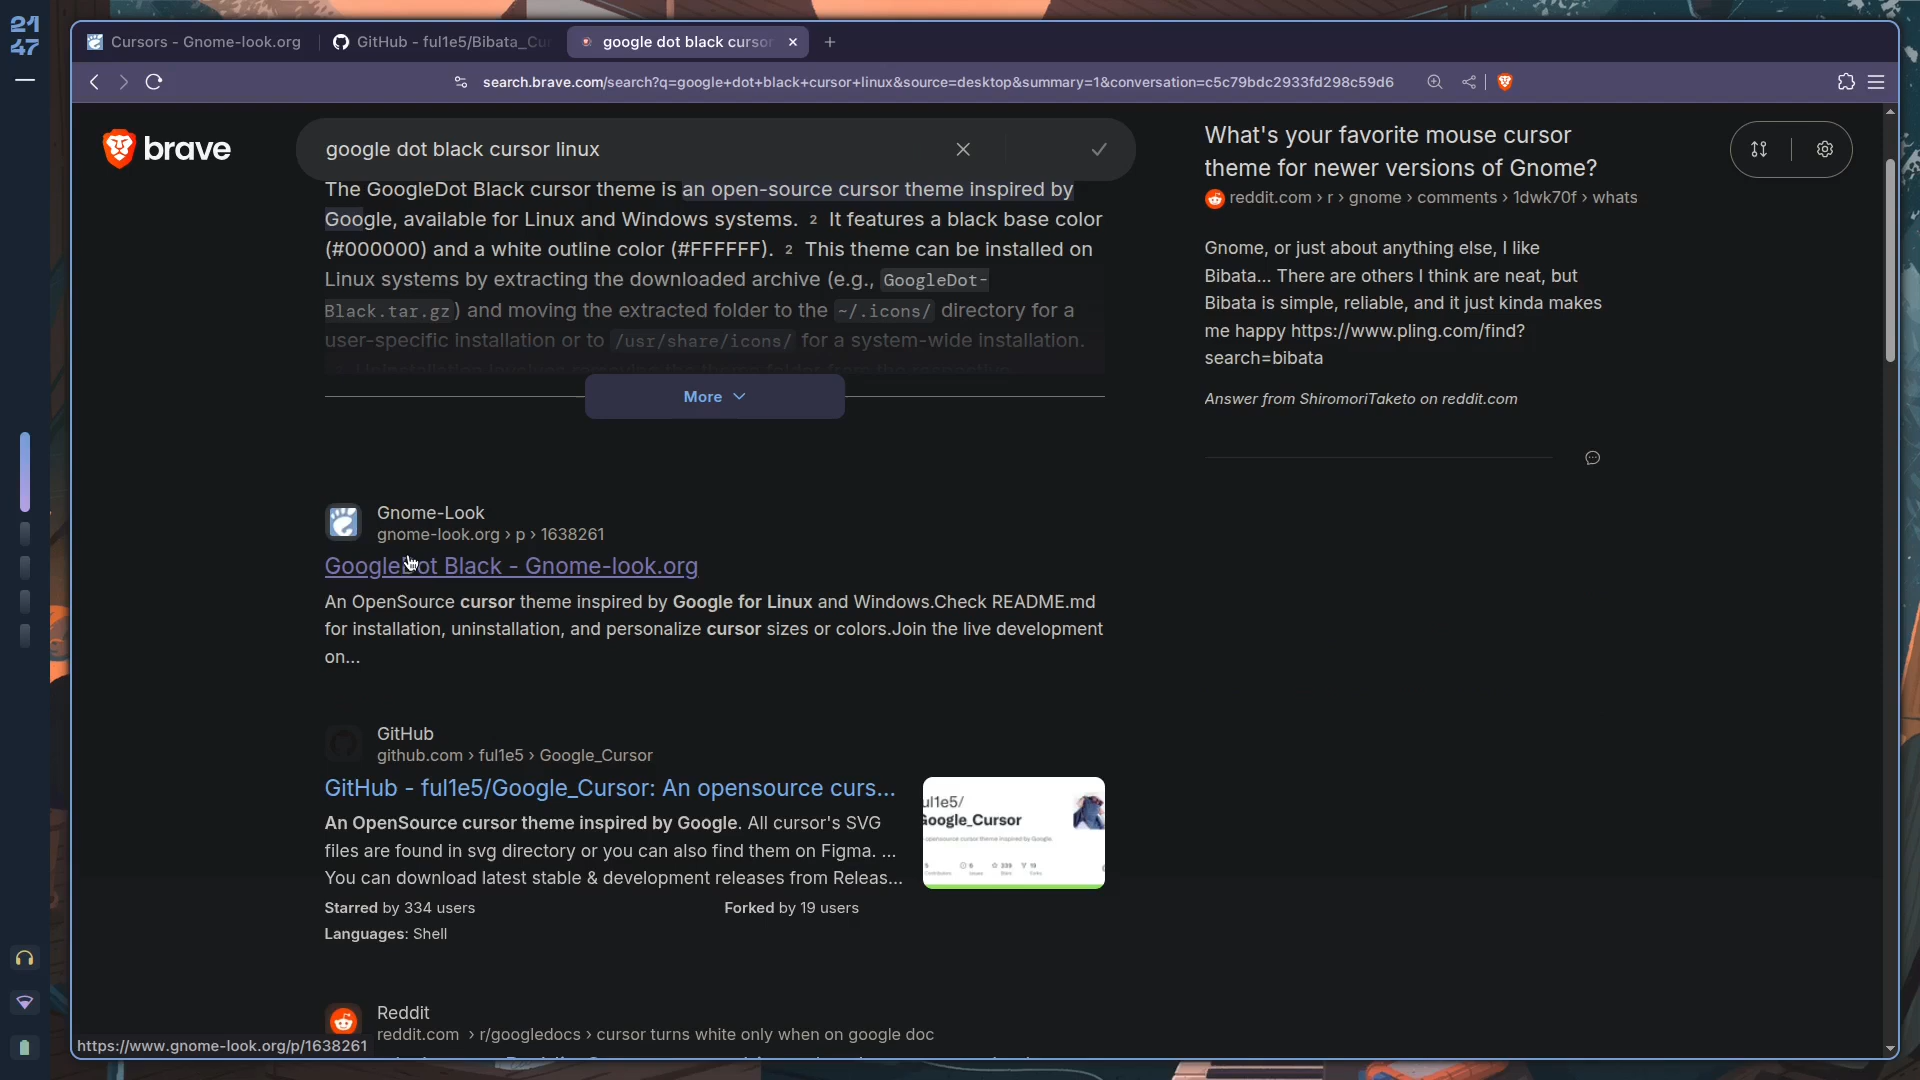 21
47
Cursors - Gnome-look.org
GitHub - ful1e5/Bibata_Cur
google dot black cursor
search.brave.com/search?q=google+dot+black+cursor+linux&source=desktop&summary=1&conversation=c5c79bdc2933fd298c59d6
brave
google dot black cursor linux
The GoogleDot Black cursor theme is an open-source cursor theme inspired by
Google, available for Linux and Windows systems. 2 It features a black base color
(#000000) and a white outline color (#FFFFFF). 2 This theme can be installed on
Linux systems by extracting the downloaded archive (e.g., GoogleDot-
Black.tar.gz) and moving the extracted folder to the ~/.icons/ directory for a
user-specific installation or to /usr/share/icons/ for a system-wide installation.
More
Gnome-Look
gnome-look.org › p › 1638261
GoogleDot Black - Gnome-look.org
An OpenSource cursor theme inspired by Google for Linux and Windows.Check README.md
for installation, uninstallation, and personalize cursor sizes or colors.Join the live development
on...
GitHub
github.com › ful1e5 › Google_Cursor
GitHub - ful1e5/Google_Cursor: An opensource curs...
An OpenSource cursor theme inspired by Google. All cursor's SVG
files are found in svg directory or you can also find them on Figma. ...
You can download latest stable & development releases from Releas...
ul1e5/
Google_Cursor
Starred by 334 users
Forked by 19 users
Languages: Shell
Reddit
reddit.com › r/googledocs › cursor turns white only when on google doc
https://www.gnome-look.org/p/1638261
What's your favorite mouse cursor
theme for newer versions of Gnome?
reddit.com › r › gnome › comments › 1dwk70f › whats
Gnome, or just about anything else, I like
Bibata... There are others I think are neat, but
Bibata is simple, reliable, and it just kinda makes
me happy https://www.pling.com/find?
search=bibata
Answer from ShiromoriTaketo on reddit.com